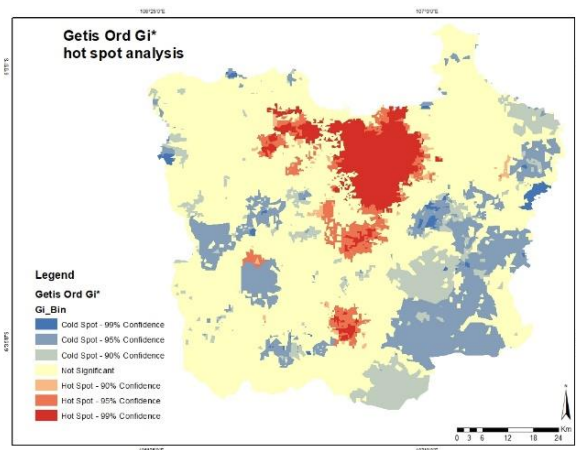 Getis Ord Gi*
hot spot analysis
Legend
Getis Ord Gi*
Gi_Bin
Cold Spot - 99% Confidence
Cold Spot - 95% Confidence
Cold Spot - 90% Confidence
Not Significant
Hot Spot - 90% Confidence
Hot Spot - 95% Confidence
Hot Spot - 99% Confidence
Km
0 3 6 12 18 24